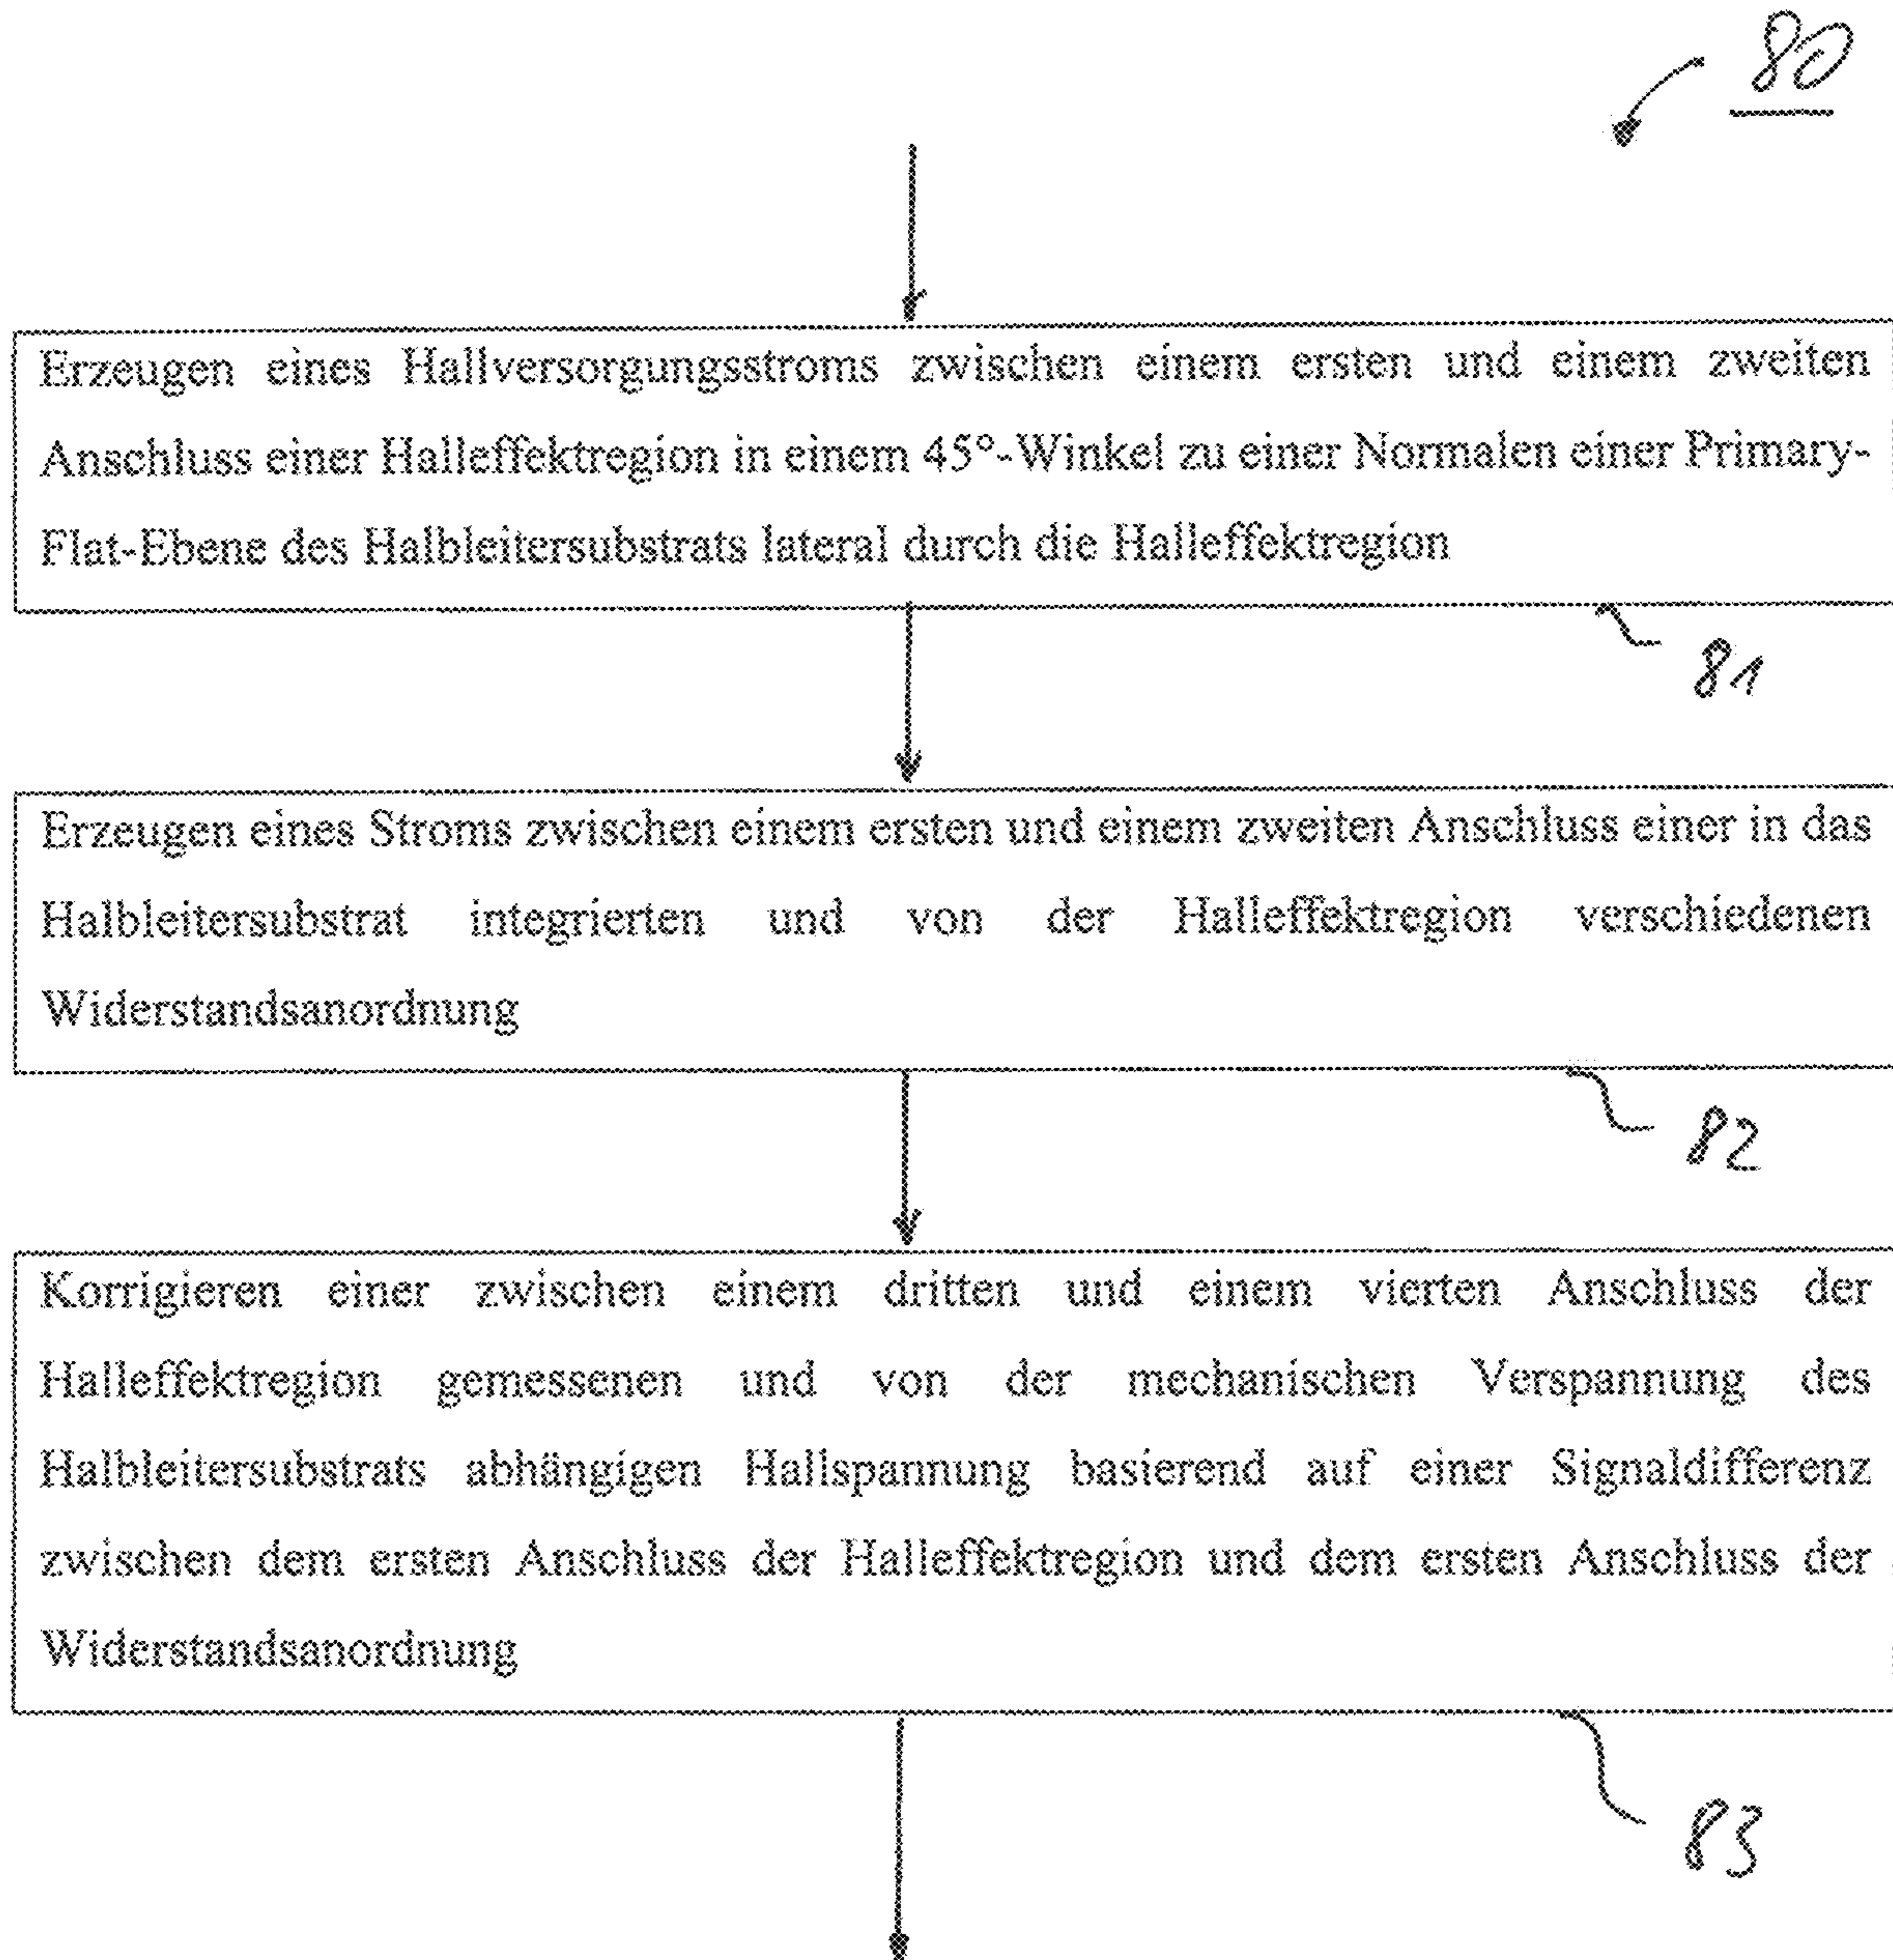 80
Erzeugen eines Hallversorgungsstroms zwischen einem ersten und einem zweiten
Anschluss einer Halleffektregion in einem 45°-Winkel zu einer Normalen einer Primary-
Flat-Ebene des Halbleitersubstrats lateral durch die Halleffektregion
81
Erzeugen eines Stroms zwischen einem ersten und einem zweiten Anschluss einer in das
Halbleitersubstrat integrierten und von der Halleffektregion verschiedenen
Widerstandsanordnung
82
Korrigieren einer zwischen einem dritten und einem vierten Anschluss der
Halleffektregion gemessenen und von der mechanischen Verspannung des
Halbleitersubstrats abhängigen Hallspannung basierend auf einer Signaldifferenz
zwischen dem ersten Anschluss der Halleffektregion und dem ersten Anschluss der
Widerstandsanordnung
83